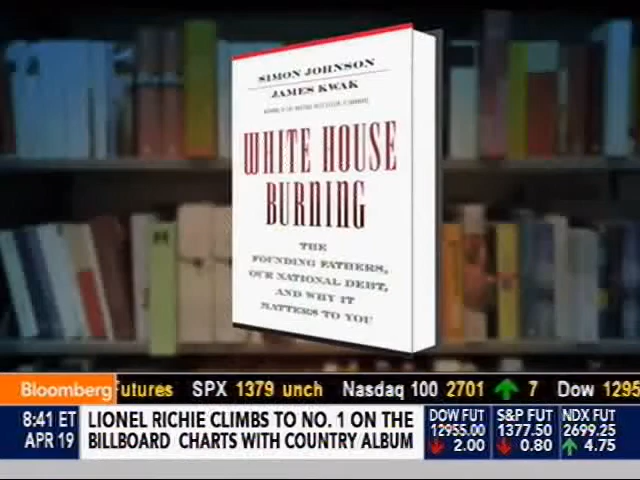 SIMON JOHNSON
JAMES KWAK
WHITE HOUSE
BURNING
THE
FOUNDING FATHERS,
OUR NATIONAL DEBT,
AND WHY IT
MATTERS TO YOU
Bloomberg
Futures SPX 1379 unch Nasdaq 100 2701 7 Dow 1295
8:41 ET
APR 19
LIONEL RICHIE CLIMBS TO NO. 1 ON THE
BILLBOARD CHARTS WITH COUNTRY ALBUM
DOW FUT
12955.00
2.00
S&P FUT
1377.50
0.80
NDX FUT
2699.25
4.75